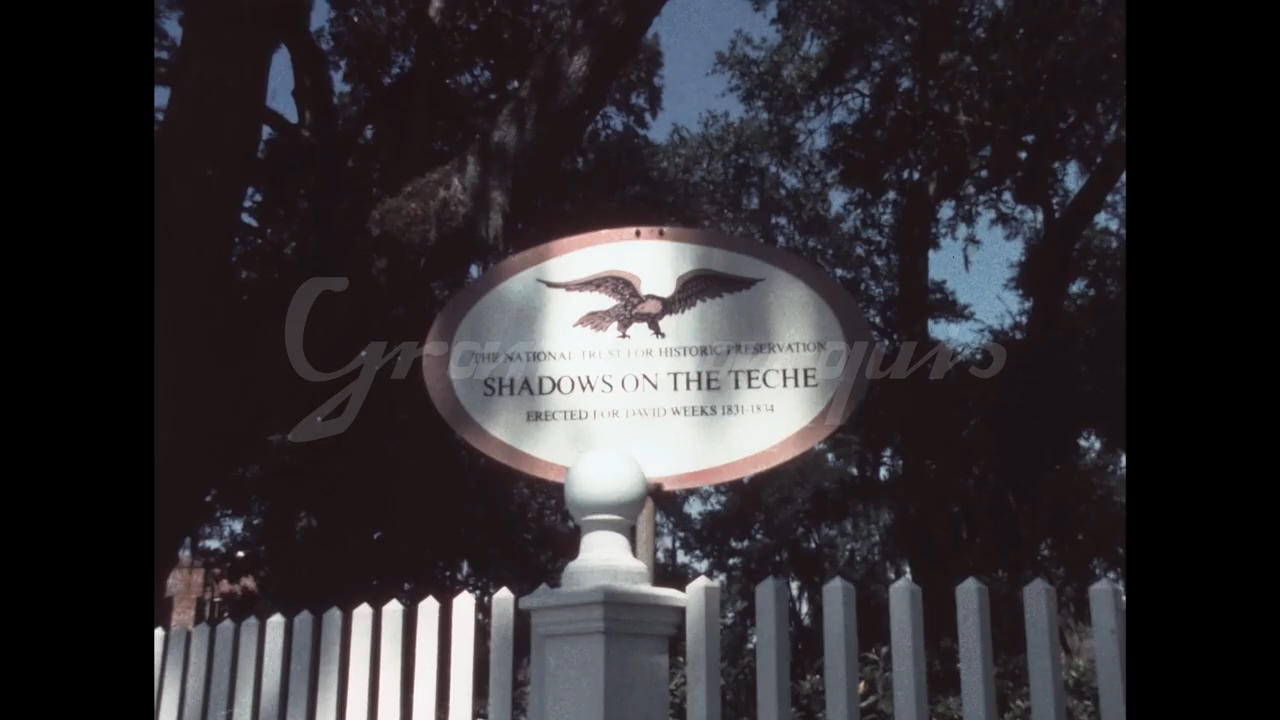 THE NATIONAL TRUST FOR HISTORIC PRESERVATION
SHADOWS ON THE TECHE
ERECTED FOR DAVID WEEKS 1831-1834